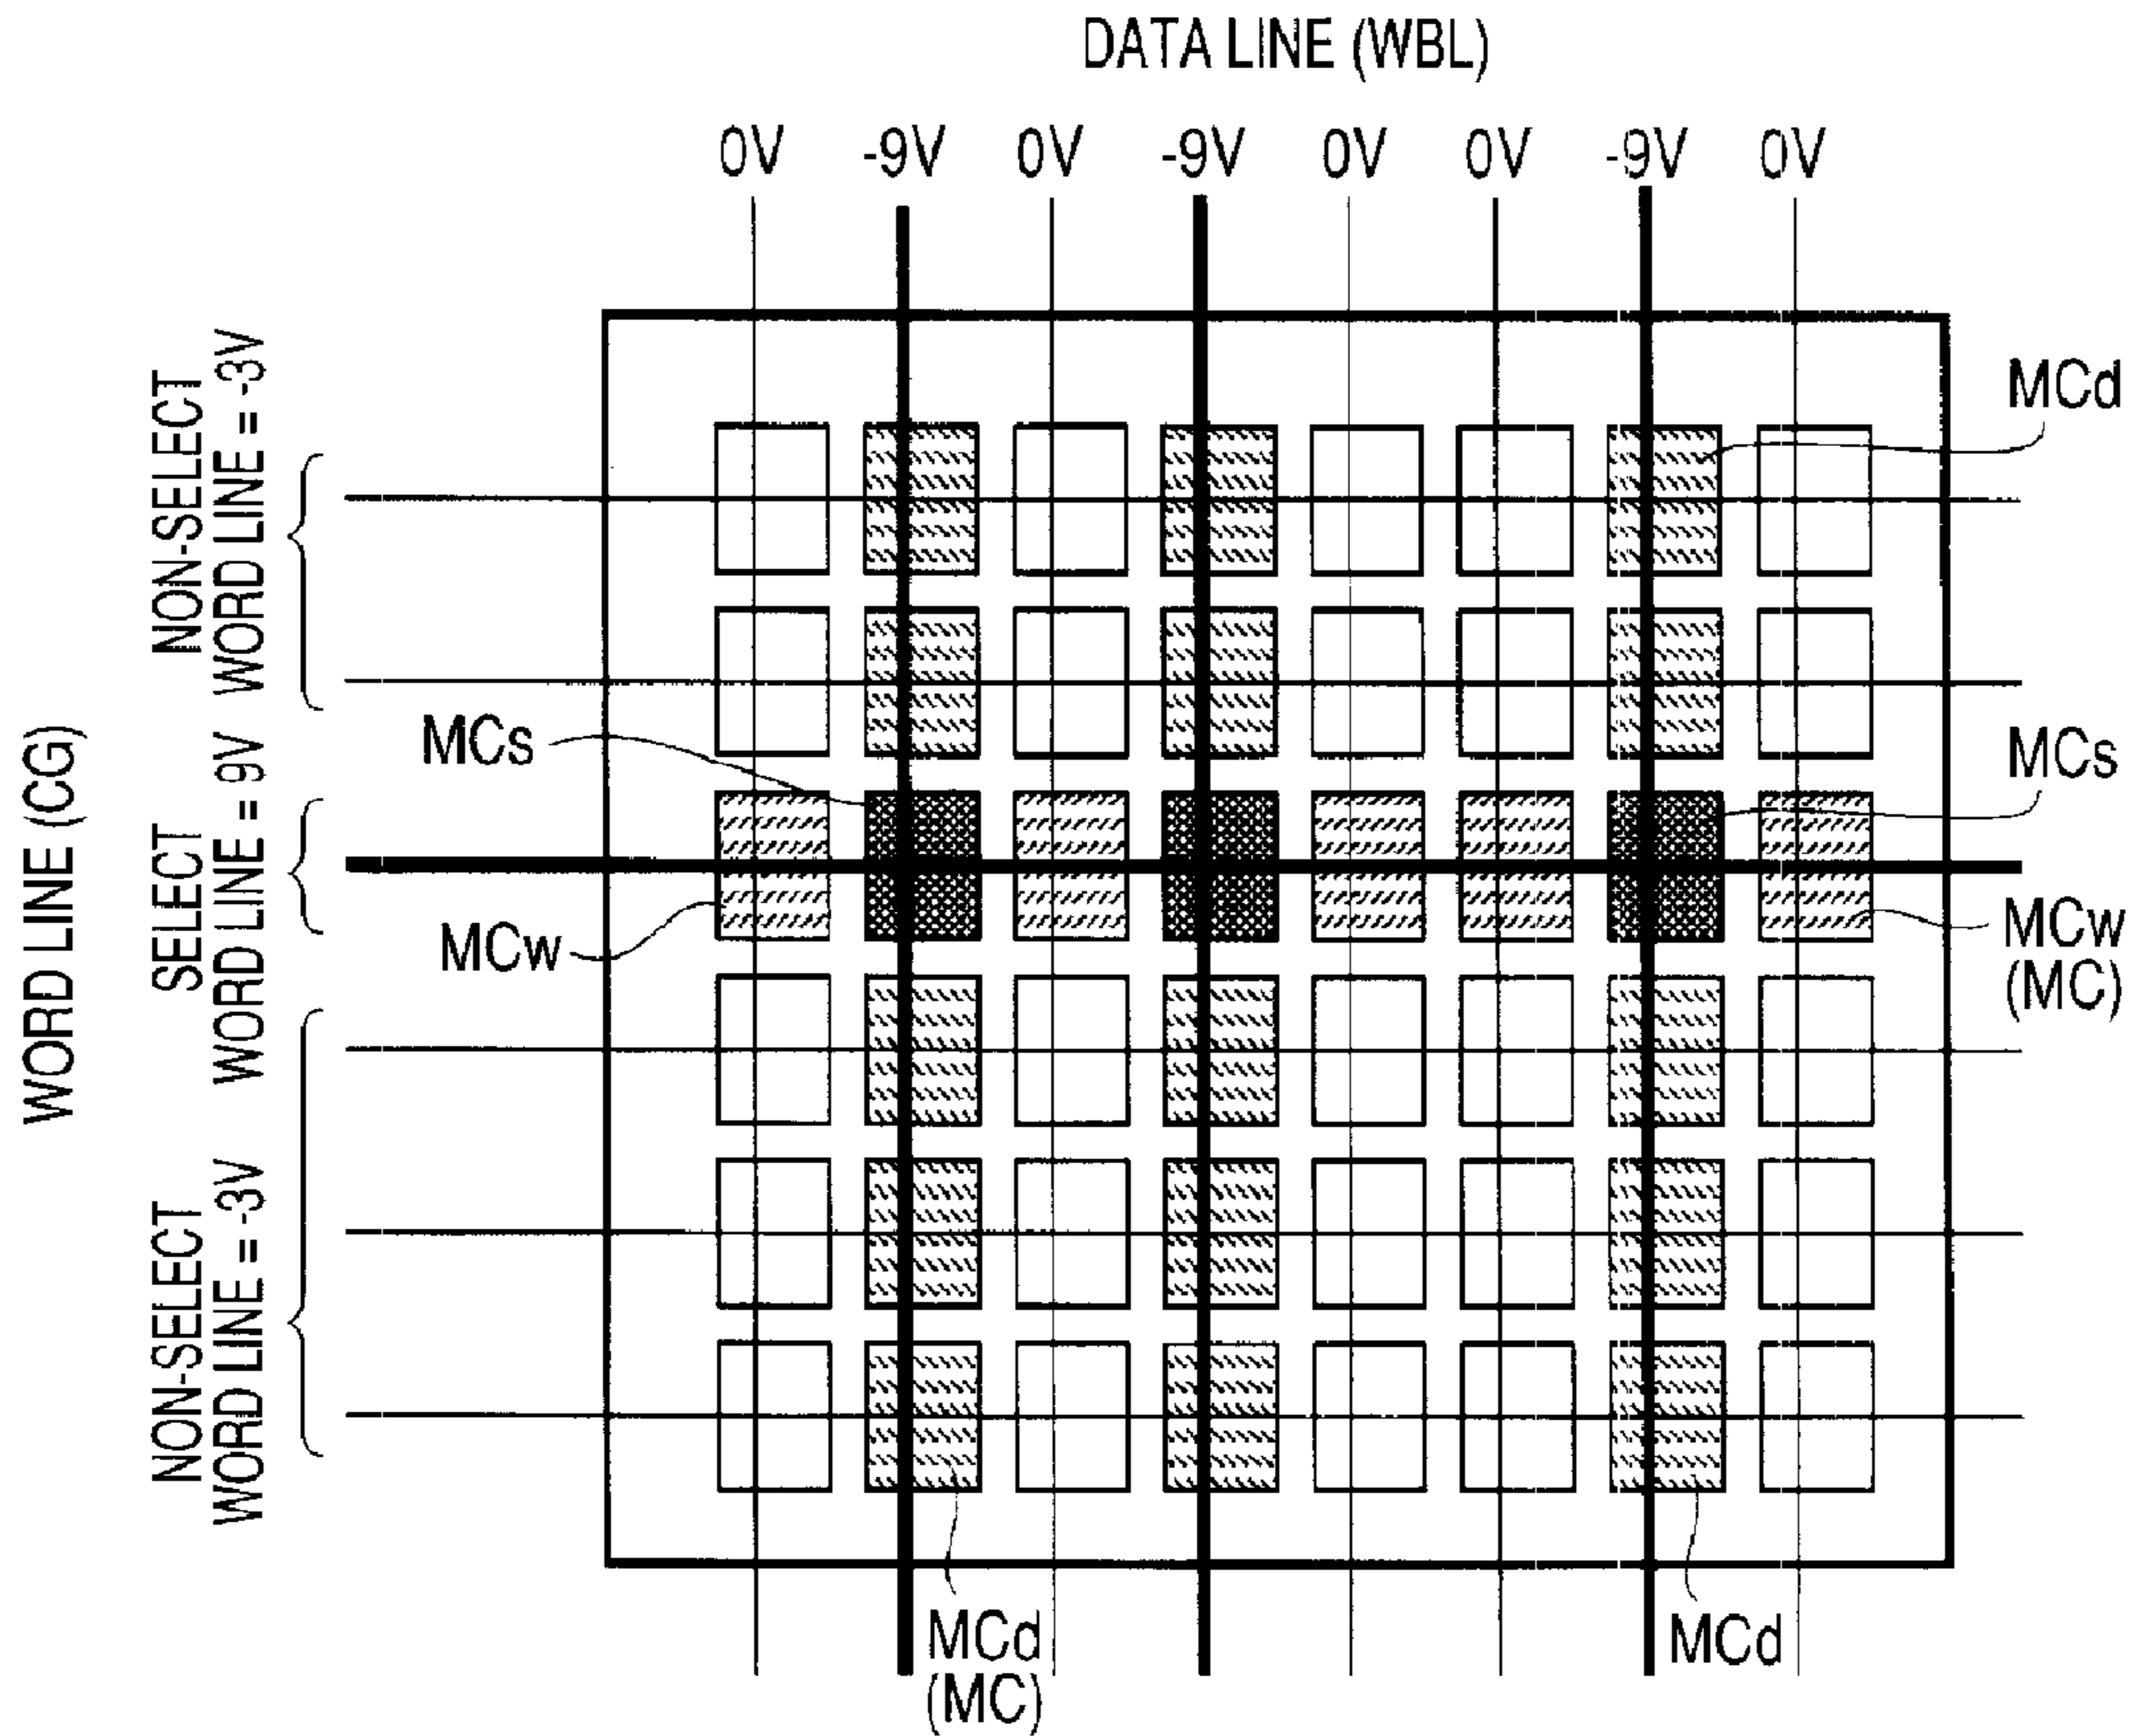 DATA LINE (WBL)
0V -9V 0V -9V 0V 0V -9V 0V
WORD LINE (CG)
NON-SELECT
WORD LINE = -3V
SELECT
WORD LINE = 9V
NON-SELECT
WORD LINE = -3V
MCd
MCs
MCs
MCw
MCw
(MC)
MCd
(MC)
MCd